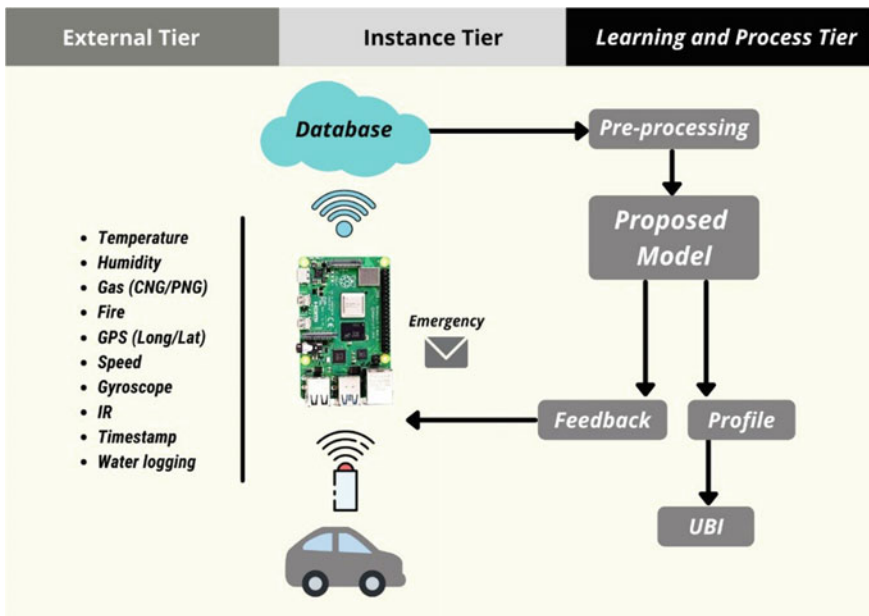 External Tier
Instance Tier
Learning and Process Tier
Database
Pre-processing
Proposed
Model
• Temperature
• Humidity
• Gas (CNG/PNG)
• Fire
• GPS (Long/Lat)
• Speed
• Gyroscope
• IR
• Timestamp
• Water logging
Emergency
Feedback
Profile
UBI